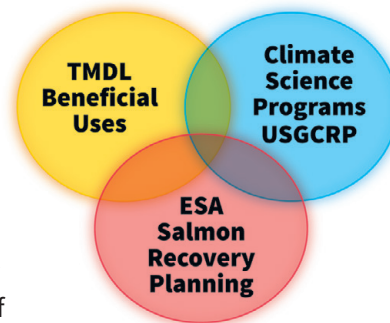 TMDL
Beneficial
Uses
Climate
Science
Programs
USGCRP
ESA
Salmon
Recovery
Planning
f